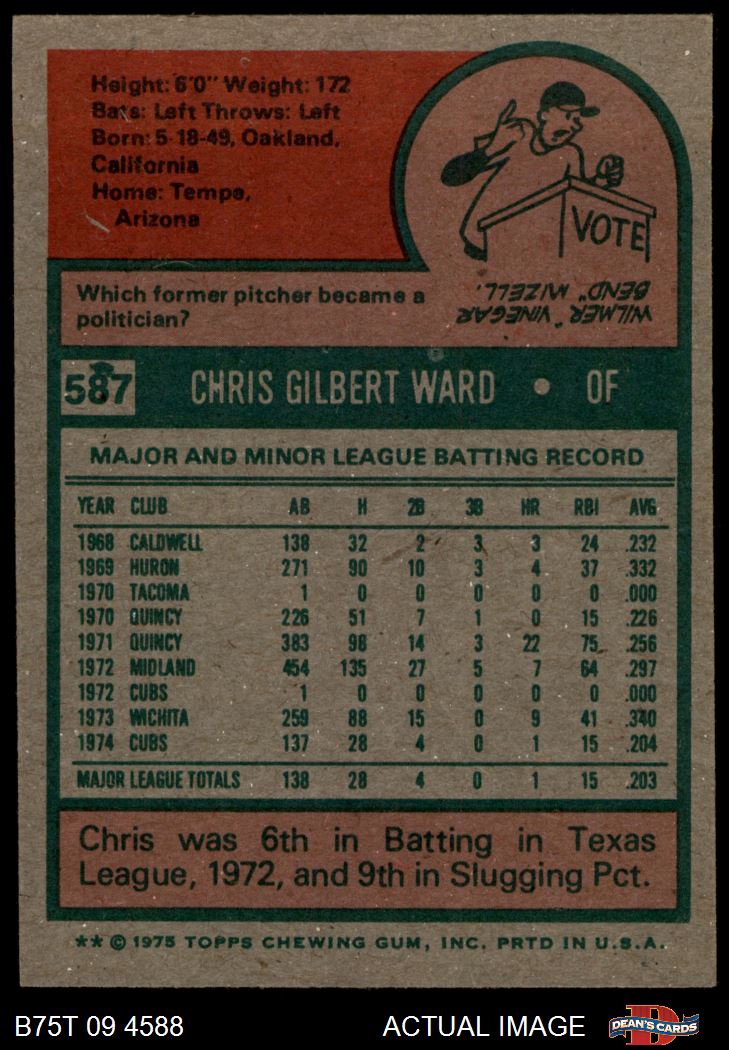 Height: 6'0" Weight: 172
Bats: Left Throws: Left
Born: 5-18-49, Oakland,
California
Home: Tempe,
Arizona
VOTE
Which former pitcher became a
politician?
WILMER "VINEGAR
BEND" MIZELL.
587 CHRIS GILBERT WARD • OF
MAJOR AND MINOR LEAGUE BATTING RECORD
YEAR CLUB AB H 2B 3B HR RBI AVG
1968 CALDWELL 138 32 2 3 3 24 .232
1969 HURON 271 90 10 3 4 37 .332
1970 TACOMA 1 0 0 0 0 0 .000
1970 QUINCY 226 51 7 1 0 15 .226
1971 QUINCY 383 98 14 3 22 75 .256
1972 MIDLAND 454 135 27 5 7 64 .297
1972 CUBS 1 0 0 0 0 0 .000
1973 WICHITA 259 88 15 0 9 41 .340
1974 CUBS 137 28 4 0 1 15 .204
MAJOR LEAGUE TOTALS 138 28 4 0 1 15 .203
Chris was 6th in Batting in Texas
League, 1972, and 9th in Slugging Pct.
** © 1975 TOPPS CHEWING GUM, INC. PRTD IN U.S.A.
B75T 09 4588 ACTUAL IMAGE DEAN'S CARDS